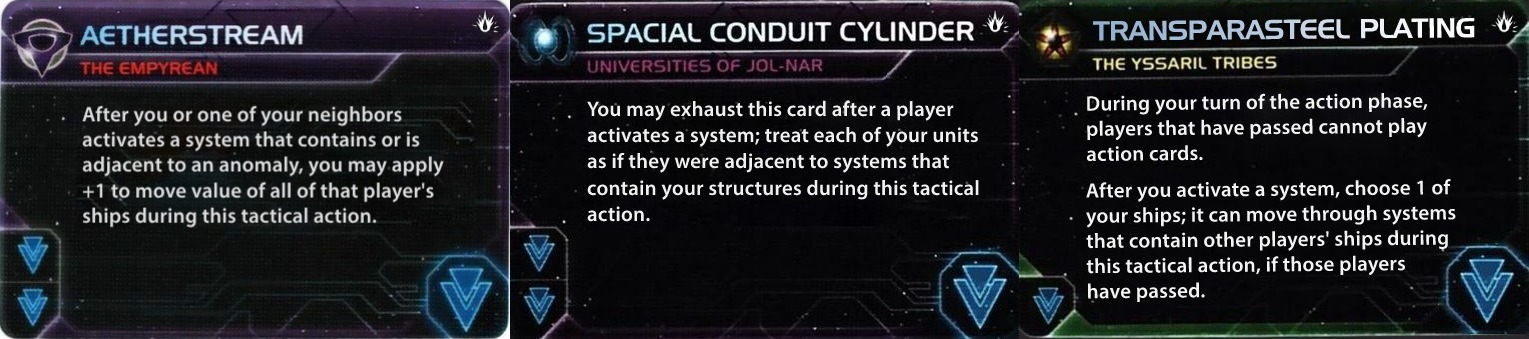 AETHERSTREAM
THE EMPYREAN
After you or one of your neighbors
activates a system that contains or is
adjacent to an anomaly, you may apply
+1 to move value of all of that player's
ships during this tactical action.
SPACIAL CONDUIT CYLINDER
UNIVERSITIES OF JOL-NAR
You may exhaust this card after a player
activates a system; treat each of your units
as if they were adjacent to systems that
contain your structures during this tactical
action.
TRANSPARASTEEL PLATING
THE YSSARIL TRIBES
During your turn of the action phase,
players that have passed cannot play
action cards.
After you activate a system, choose 1 of
your ships; it can move through systems
that contain other players' ships during
this tactical action, if those players
have passed.